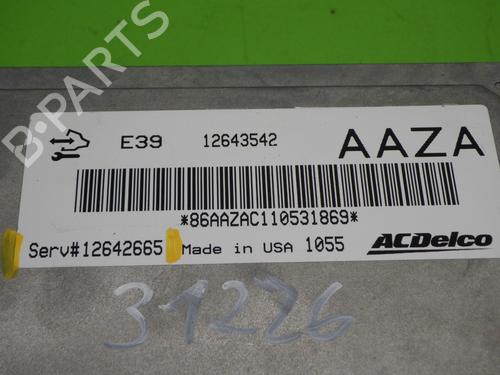 E39 12643542 AAZA
*86AAZAC110531869*
Serv#12642665 Made in USA 1055 ACDelco
31226
B-PARTS